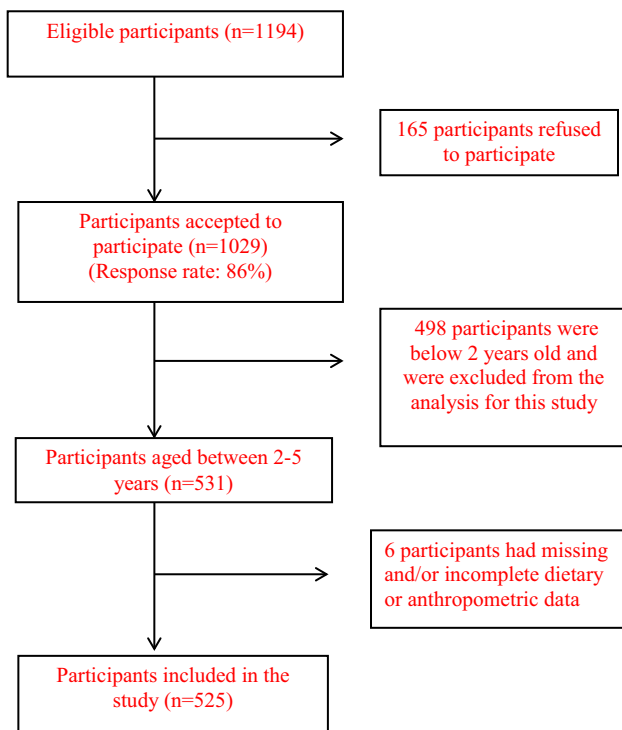 Eligible participants (n=1194)
165 participants refused
to participate
Participants accepted to
participate (n=1029)
(Response rate: 86%)
498 participants were
below 2 years old and
were excluded from the
analysis for this study
Participants aged between 2-5
years (n=531)
6 participants had missing
and/or incomplete dietary
or anthropometric data
Participants included in the
study (n=525)